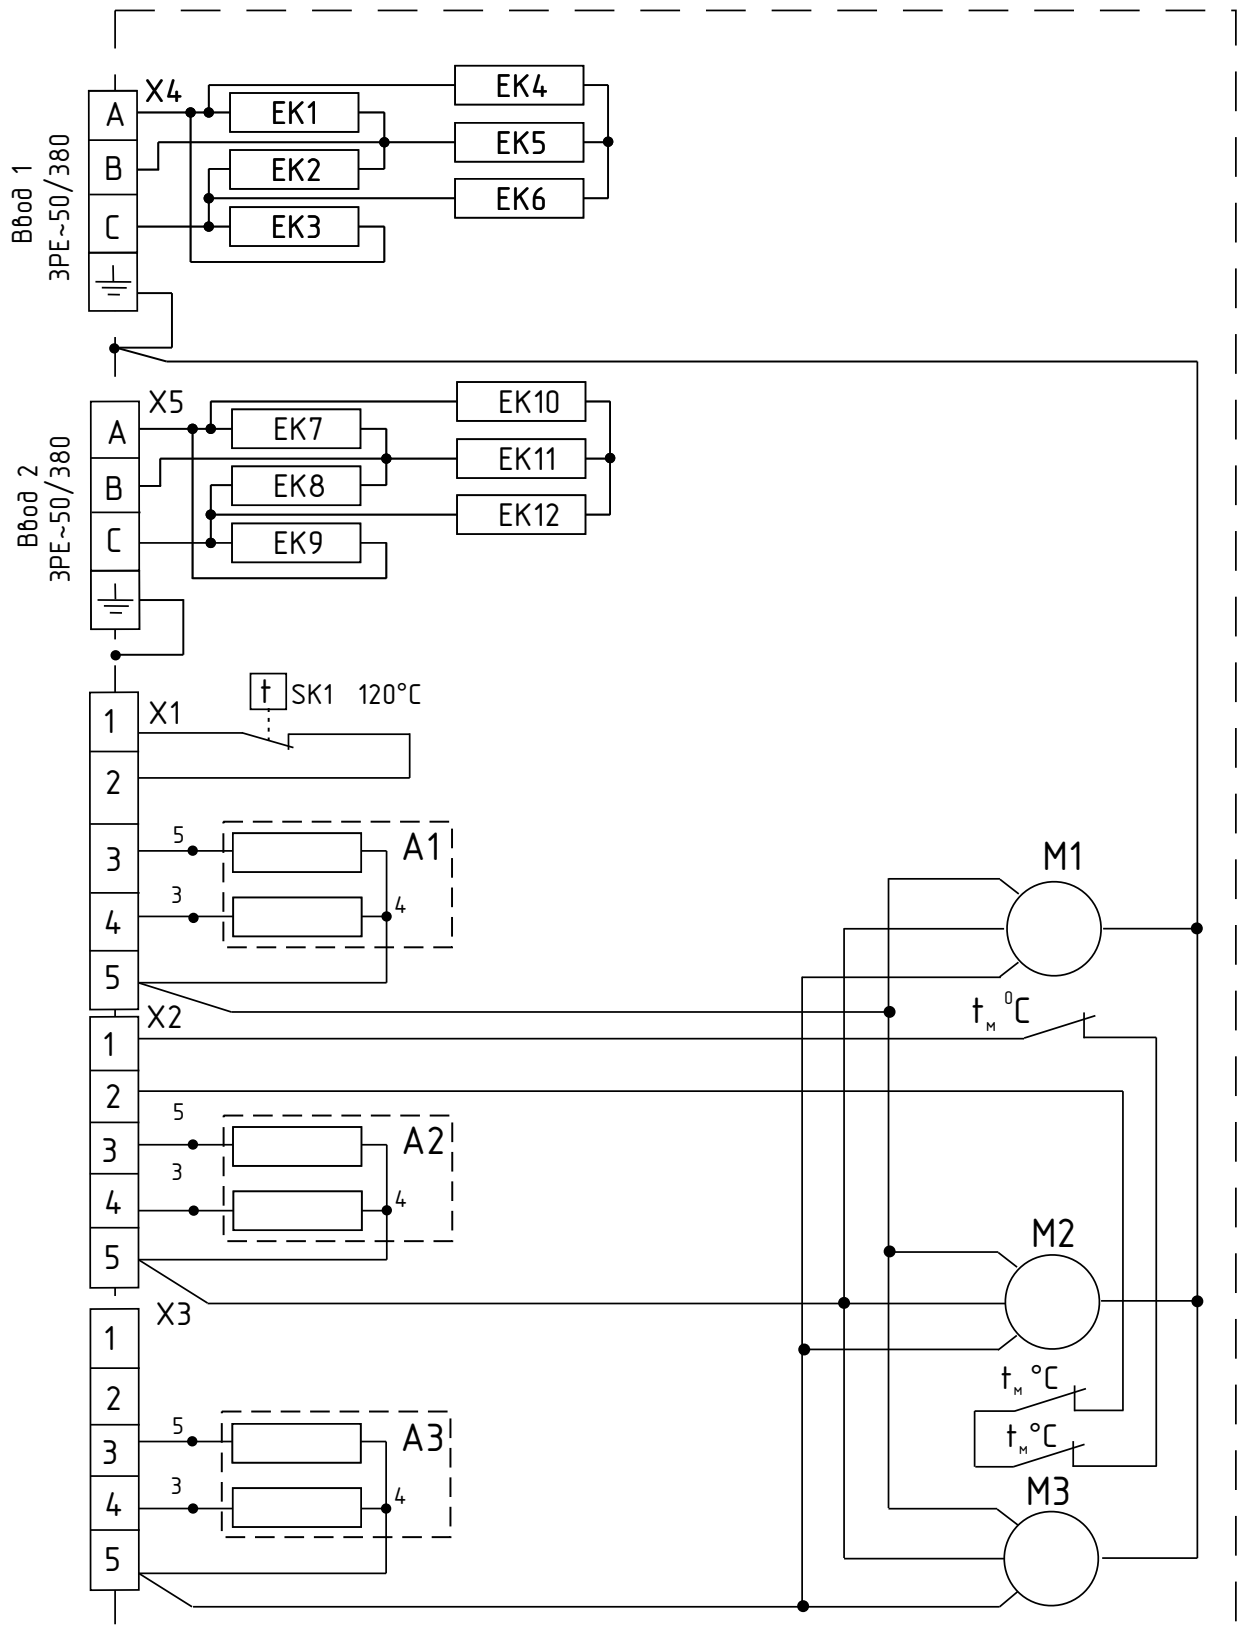 X4
A
B
C
Ввод 1
3PE~50/380
EK1
EK2
EK3
EK4
EK5
EK6
X5
A
B
C
Ввод 2
3PE~50/380
EK7
EK8
EK9
EK10
EK11
EK12
X1
t SK1 120°C
1
2
3
4
5
5
3
4
A1
M1
X2
tм °C
1
2
3
4
5
5
3
4
A2
M2
X3
tм °C
tм °C
1
2
3
4
5
5
3
4
A3
M3